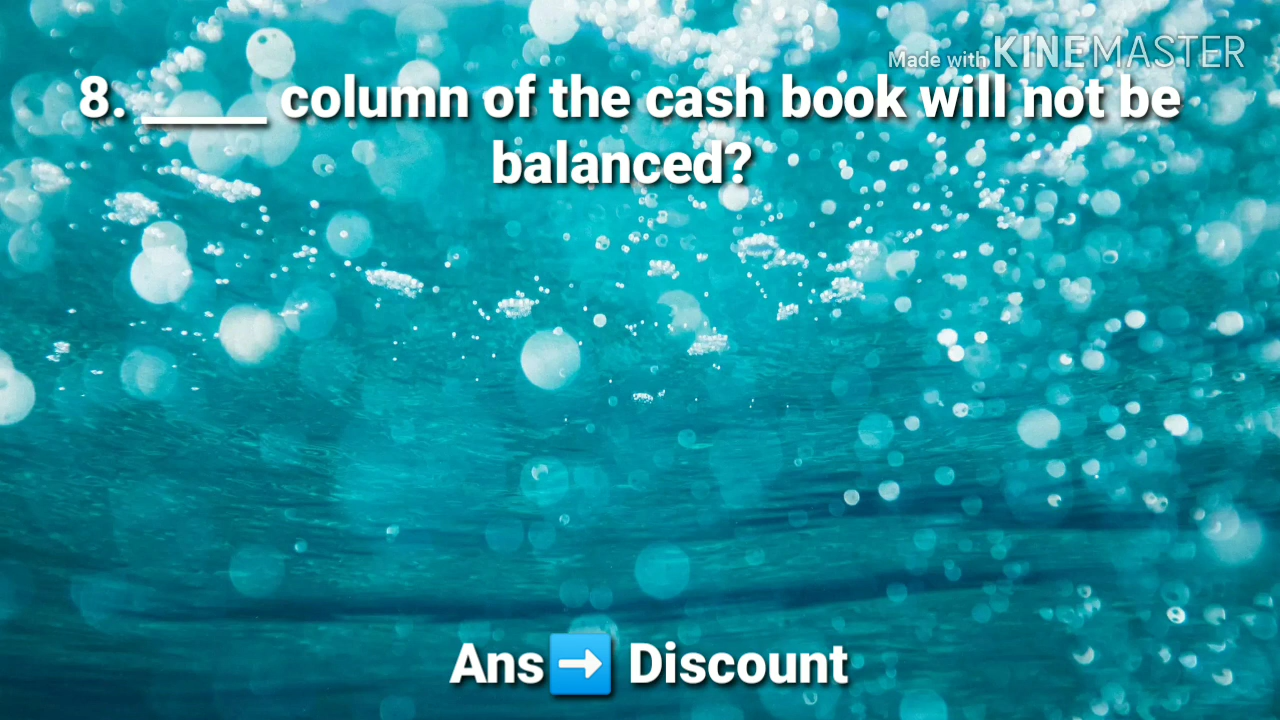 Made with KINEMASTER
8. _____ column of the cash book will not be
balanced?
Ans➡ Discount